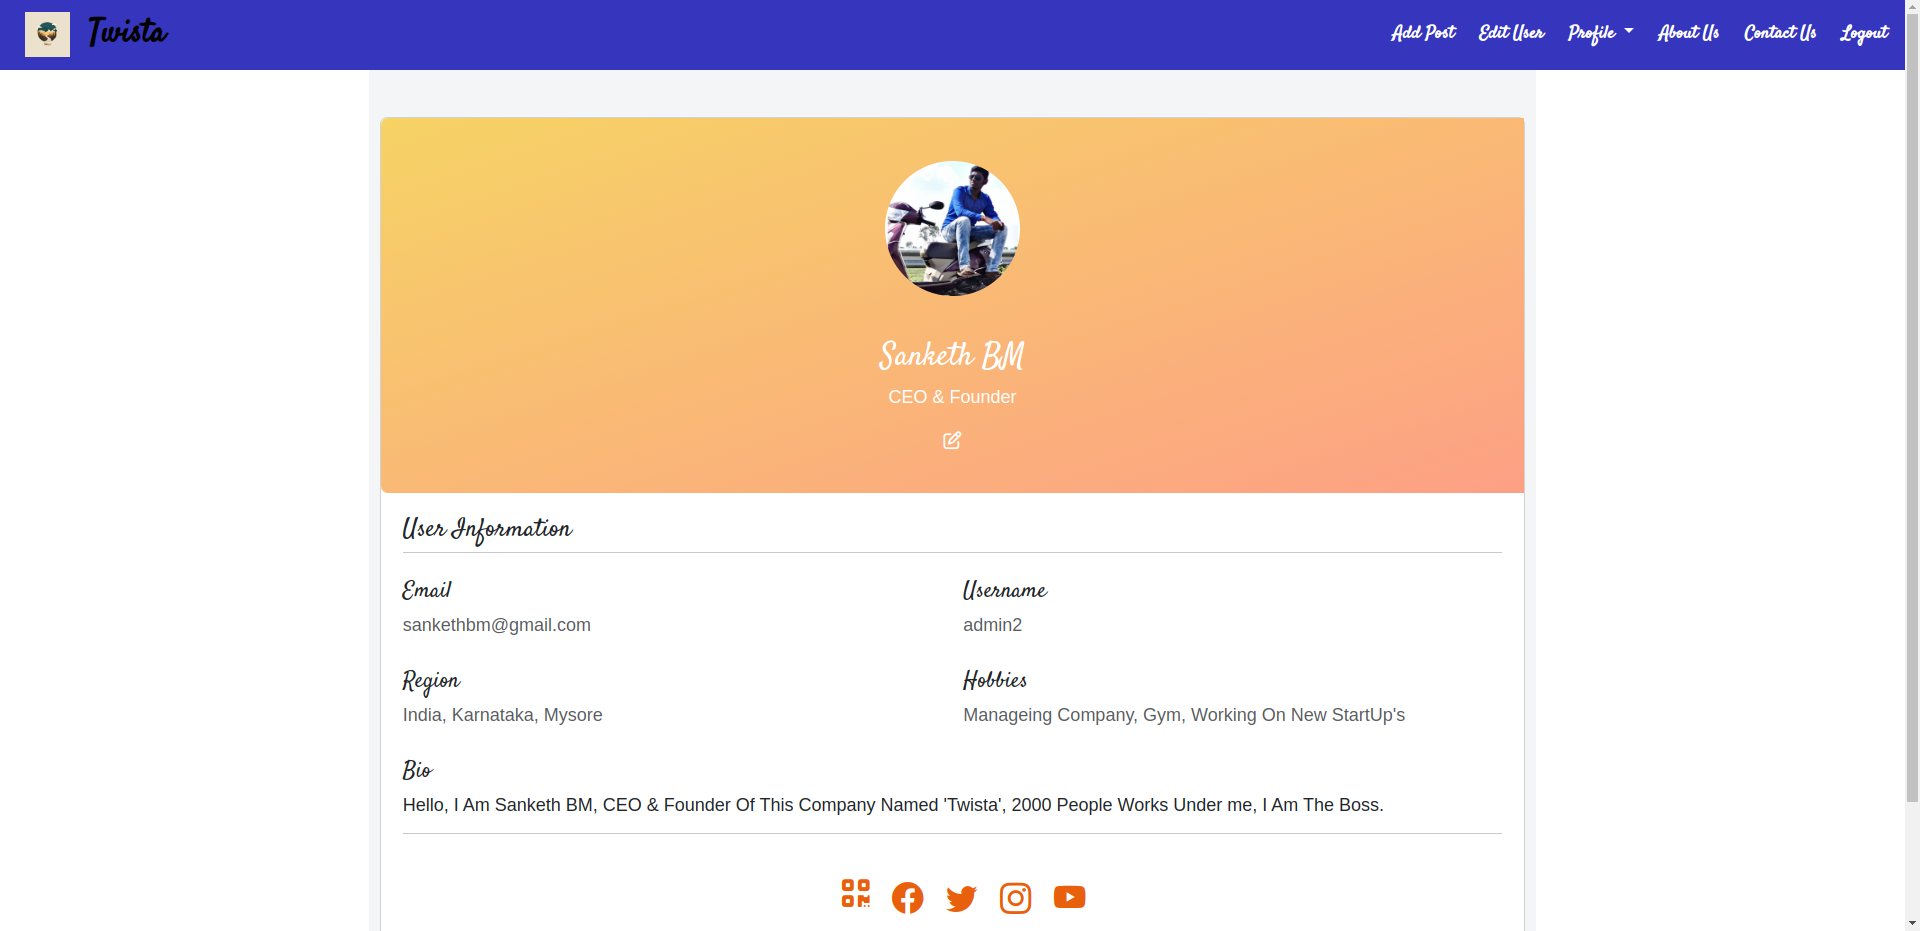 Twista
Add Post Edit User Profile About Us Contact Us Logout
Sanketh BM
CEO & Founder
User Information
Email Username
sankethbm@gmail.com admin2
Region Hobbies
India, Karnataka, Mysore Manageing Company, Gym, Working On New StartUp's
Bio
Hello, I Am Sanketh BM, CEO & Founder Of This Company Named 'Twista', 2000 People Works Under me, I Am The Boss.